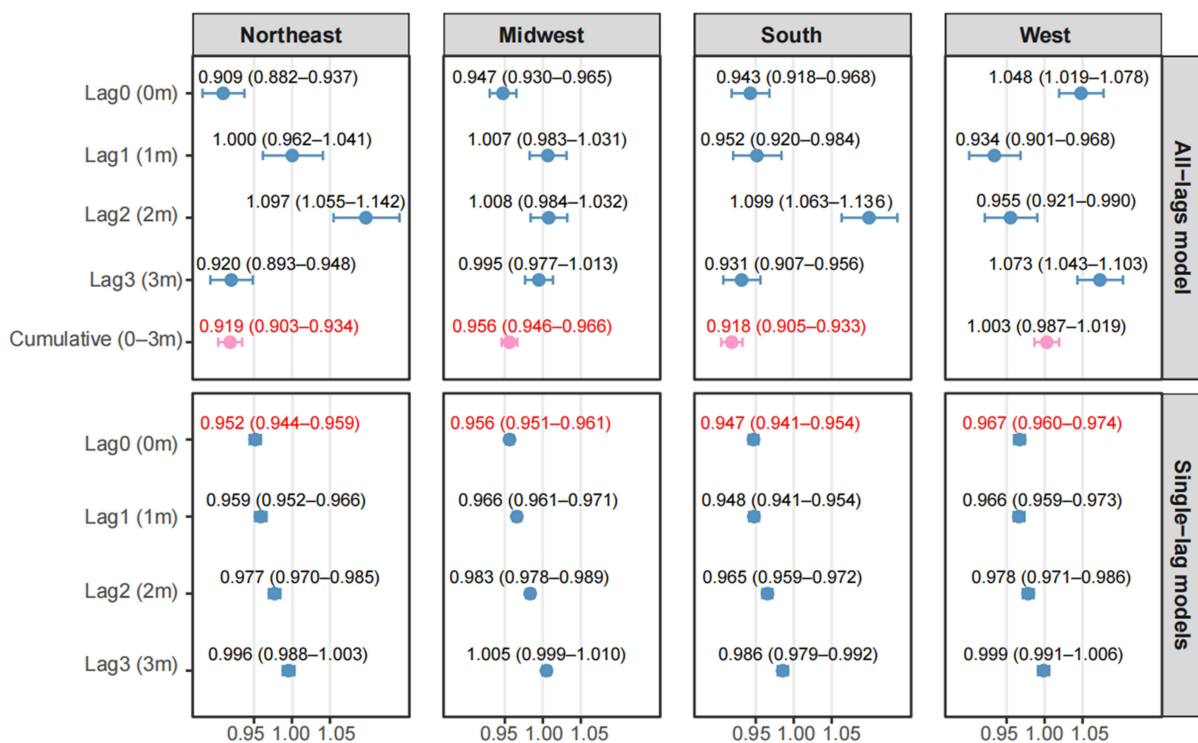 Northeast Midwest South West
Lag0 (0m) 0.909 (0.882–0.937) 0.947 (0.930–0.965) 0.943 (0.918–0.968) 1.048 (1.019–1.078)
Lag1 (1m) 1.000 (0.962–1.041) 1.007 (0.983–1.031) 0.952 (0.920–0.984) 0.934 (0.901–0.968)
Lag2 (2m) 1.097 (1.055–1.142) 1.008 (0.984–1.032) 1.099 (1.063–1.136) 0.955 (0.921–0.990)
Lag3 (3m) 0.920 (0.893–0.948) 0.995 (0.977–1.013) 0.931 (0.907–0.956) 1.073 (1.043–1.103)
Cumulative (0–3m) 0.919 (0.903–0.934) 0.956 (0.946–0.966) 0.918 (0.905–0.933) 1.003 (0.987–1.019)
All−lags model
Lag0 (0m) 0.952 (0.944–0.959) 0.956 (0.951–0.961) 0.947 (0.941–0.954) 0.967 (0.960–0.974)
Lag1 (1m) 0.959 (0.952–0.966) 0.966 (0.961–0.971) 0.948 (0.941–0.954) 0.966 (0.959–0.973)
Lag2 (2m) 0.977 (0.970–0.985) 0.983 (0.978–0.989) 0.965 (0.959–0.972) 0.978 (0.971–0.986)
Lag3 (3m) 0.996 (0.988–1.003) 1.005 (0.999–1.010) 0.986 (0.979–0.992) 0.999 (0.991–1.006)
Single−lag models
0.95 1.00 1.05 0.95 1.00 1.05 0.95 1.00 1.05 0.95 1.00 1.05